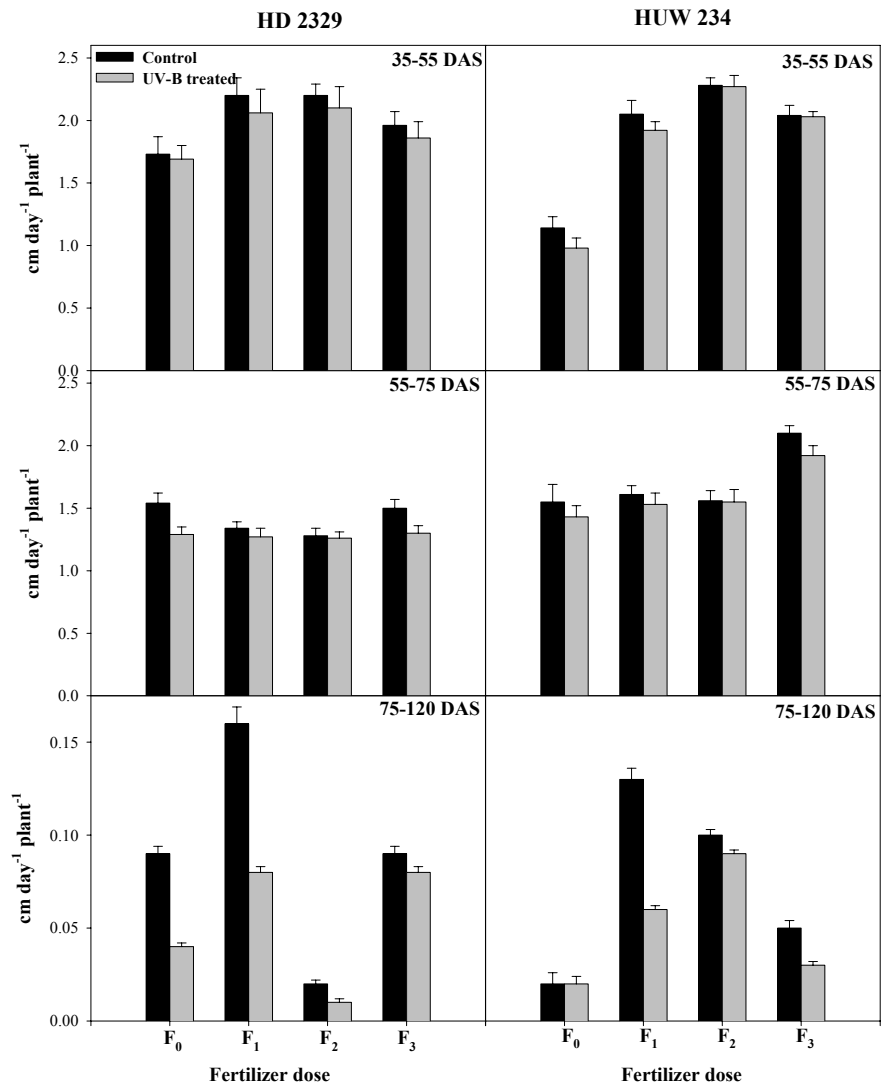 HD 2329
HUW 234
Control
UV-B treated
35-55 DAS
35-55 DAS
cm day⁻¹ plant⁻¹
2.5
2.0
1.5
1.0
0.5
0.0
55-75 DAS
55-75 DAS
cm day⁻¹ plant⁻¹
2.5
2.0
1.5
1.0
0.5
0.0
75-120 DAS
75-120 DAS
cm day⁻¹ plant⁻¹
0.15
0.10
0.05
0.00
F₀ F₁ F₂ F₃
F₀ F₁ F₂ F₃
Fertilizer dose
Fertilizer dose